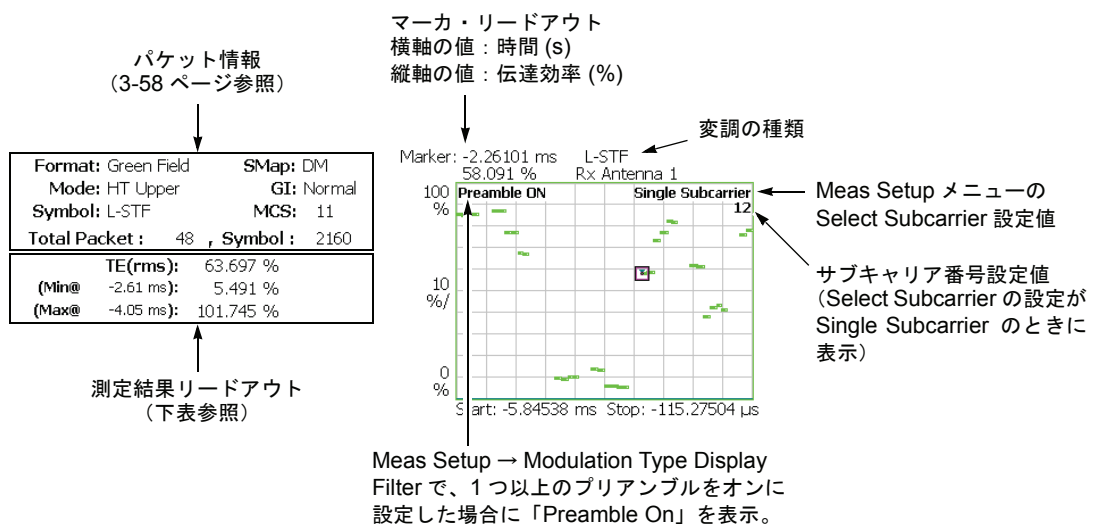 マーカ・リードアウト
横軸の値：時間 (s)
縦軸の値：伝達効率 (%)
パケット情報
（3-58 ページ参照）
変調の種類
Format: Green Field SMap: DM
Mode: HT Upper GI: Normal
Symbol: L-STF MCS: 11
Total Packet : 48 , Symbol : 2160
TE(rms): 63.697 %
(Min@ -2.61 ms): 5.491 %
(Max@ -4.05 ms): 101.745 %
測定結果リードアウト
（下表参照）
Marker: -2.26101 ms L-STF
58.091 % Rx Antenna 1
100
%
Preamble ON Single Subcarrier
12
10
%/
0
%
Start: -5.84538 ms Stop: -115.27504 µs
Meas Setup メニューの
Select Subcarrier 設定値
サブキャリア番号設定値
（Select Subcarrier の設定が
Single Subcarrier のときに
表示）
Meas Setup → Modulation Type Display
Filter で、1 つ以上のプリアンブルをオンに
設定した場合に「Preamble On」を表示。